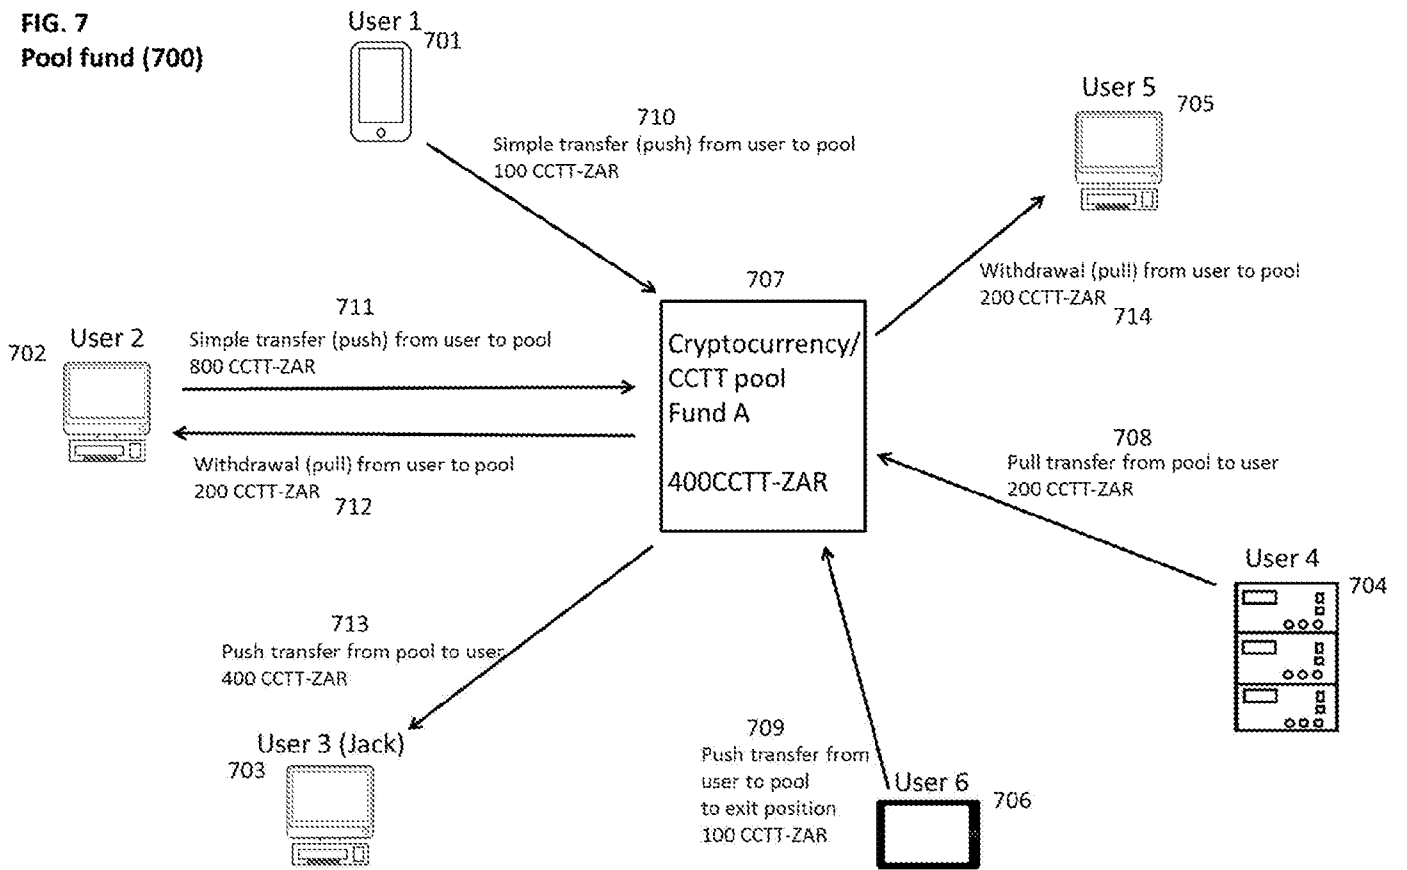 FIG. 7
Pool fund (700)
User 1
701
710
Simple transfer (push) from user to pool
100 CCTT-ZAR
User 5
705
Withdrawal (pull) from user to pool
200 CCTT-ZAR
714
707
Cryptocurrency/
CCTT pool
Fund A
400CCTT-ZAR
702
User 2
711
Simple transfer (push) from user to pool
800 CCTT-ZAR
Withdrawal (pull) from user to pool
200 CCTT-ZAR
712
708
Pull transfer from pool to user
200 CCTT-ZAR
User 4
704
713
Push transfer from pool to user
400 CCTT-ZAR
User 3 (Jack)
703
709
Push transfer from
user to pool
to exit position
100 CCTT-ZAR
User 6
706